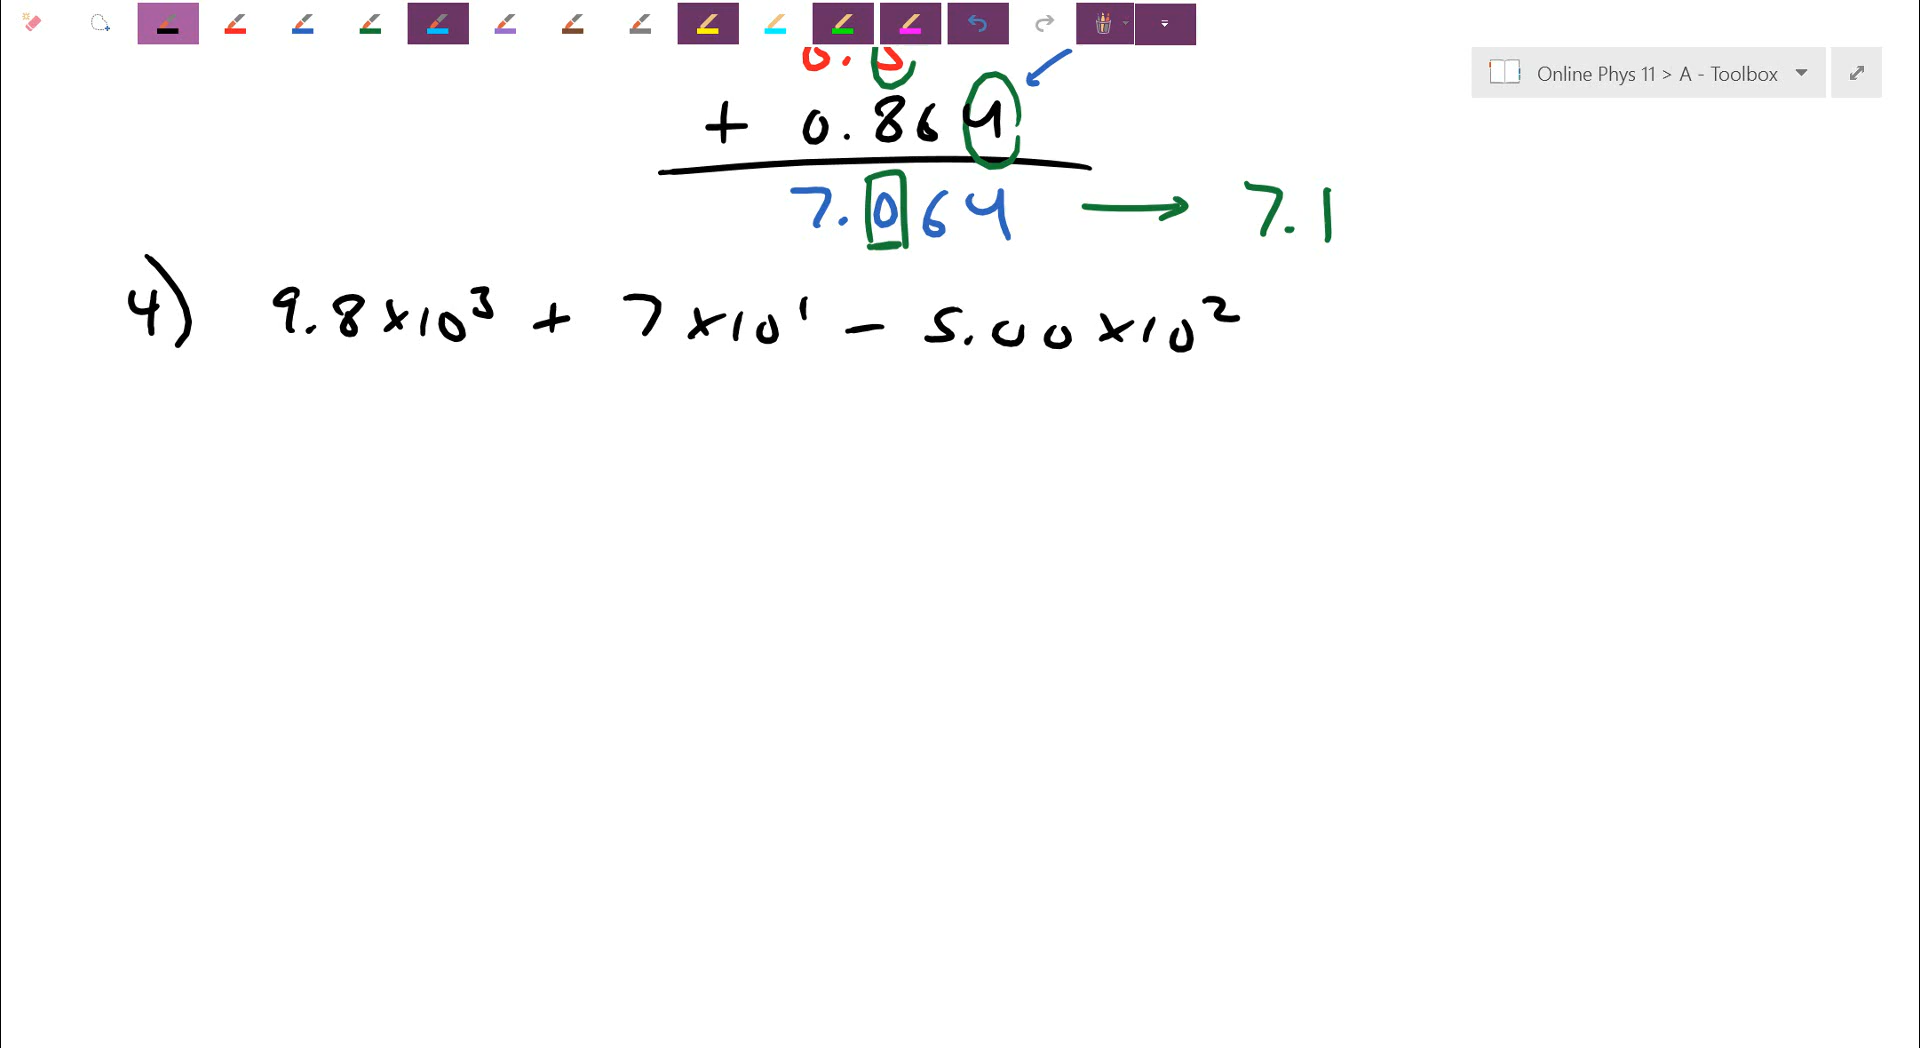 Online Phys 11 > A - Toolbox
+ 0.864
7.064 → 7.1
4) 9.8×10³ + 7×10¹ − 5.00×10²